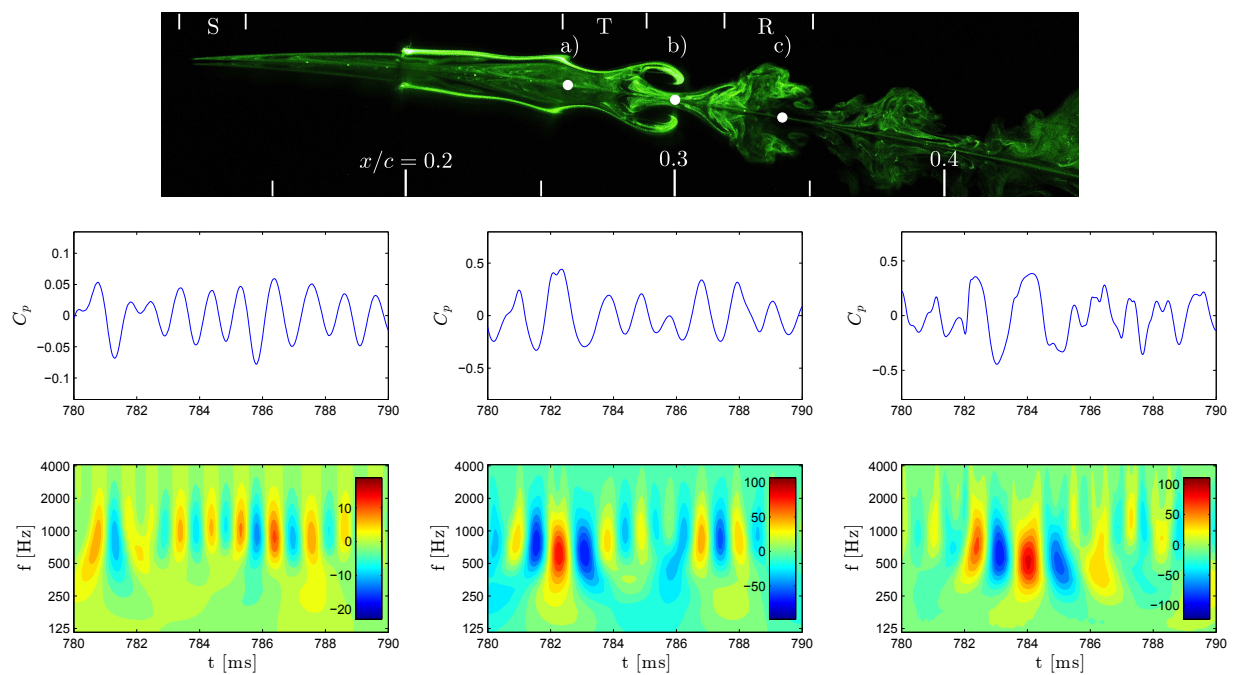 S T R
a) b) c)
x/c = 0.2 0.3 0.4
0.1 0.05 0 −0.05 −0.1
C_p
780 782 784 786 788 790
0.5 0 −0.5
C_p
780 782 784 786 788 790
0.5 0 −0.5
C_p
780 782 784 786 788 790
4000 2000 1000 500 250 125
f [Hz]
10 0 −10 −20
780 782 784 786 788 790
t [ms]
4000 2000 1000 500 250 125
f [Hz]
100 50 0 −50
780 782 784 786 788 790
t [ms]
4000 2000 1000 500 250 125
f [Hz]
100 50 0 −50 −100
780 782 784 786 788 790
t [ms]